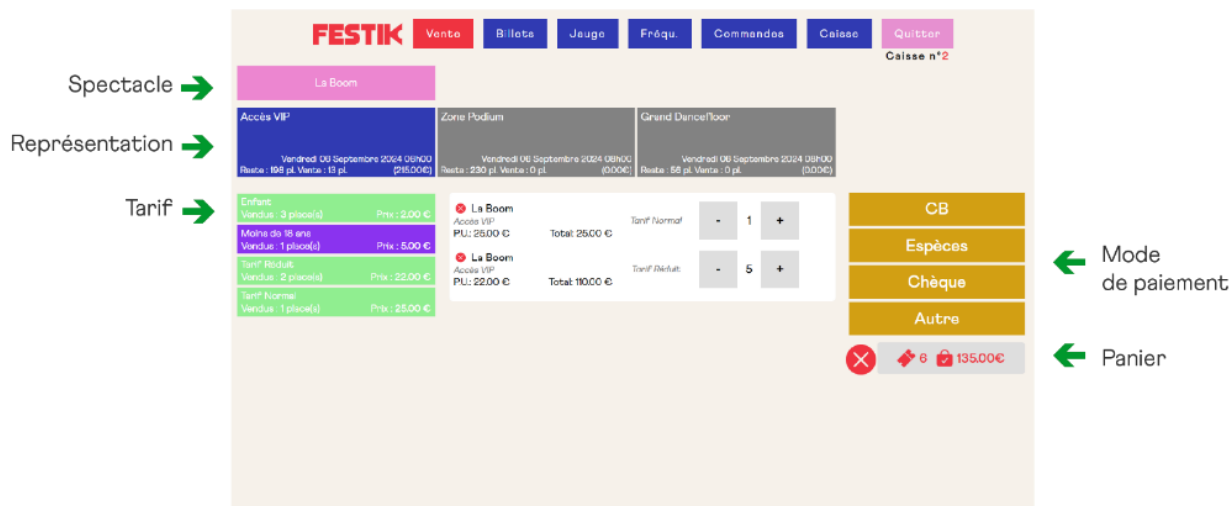 FESTIK Vente Billets Jauge Fréqu. Commandes Caisse Quitter
Caisse n°2
Spectacle
La Boom
Représentation
Accès VIP
Vendredi 06 Septembre 2024 08h00
Reste : 198 pl. Vente : 13 pl. (215.00€)
Zone Podium
Vendredi 06 Septembre 2024 08h00
Reste : 230 pl. Vente : 0 pl. (0.00€)
Grand Dancefloor
Vendredi 06 Septembre 2024 08h00
Reste : 56 pl. Vente : 0 pl. (0.00€)
Tarif
Enfant
Vendus : 3 place(s) Prix : 2.00 €
Moins de 18 ans
Vendus : 1 place(s) Prix : 5.00 €
Tarif Réduit
Vendus : 2 place(s) Prix : 22.00 €
Tarif Normal
Vendus : 1 place(s) Prix : 25.00 €
La Boom
Accès VIP
PU.: 25.00 € Total: 25.00 €
Tarif Normal - 1 +
La Boom
Accès VIP
P.U.: 22.00 € Total: 110.00 €
Tarif Réduit - 5 +
CB
Espèces
Chèque
Autre
Mode
de paiement
6 135.00€
Panier